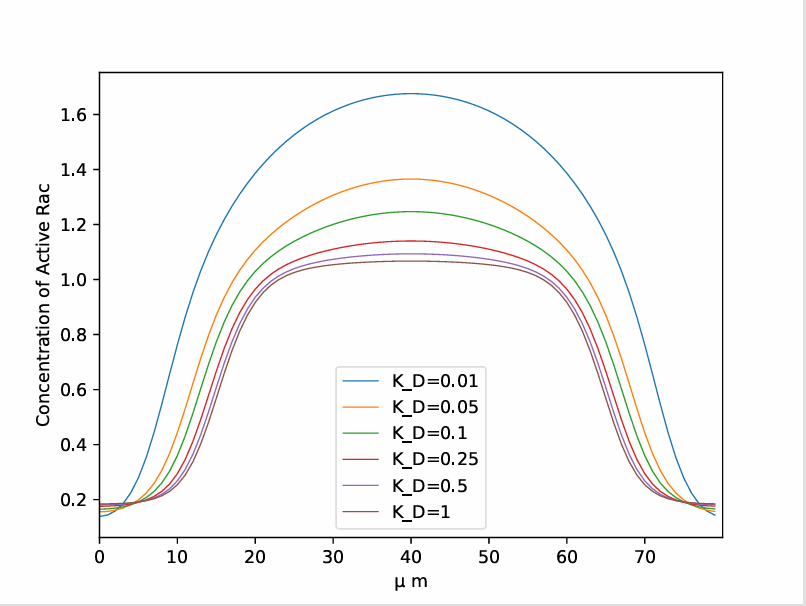 Concentration of Active Rac
1.6
1.4
1.2
1.0
0.8
0.6
0.4
0.2
K_D=0.01
K_D=0.05
K_D=0.1
K_D=0.25
K_D=0.5
K_D=1
0 10 20 30 40 50 60 70
μ m